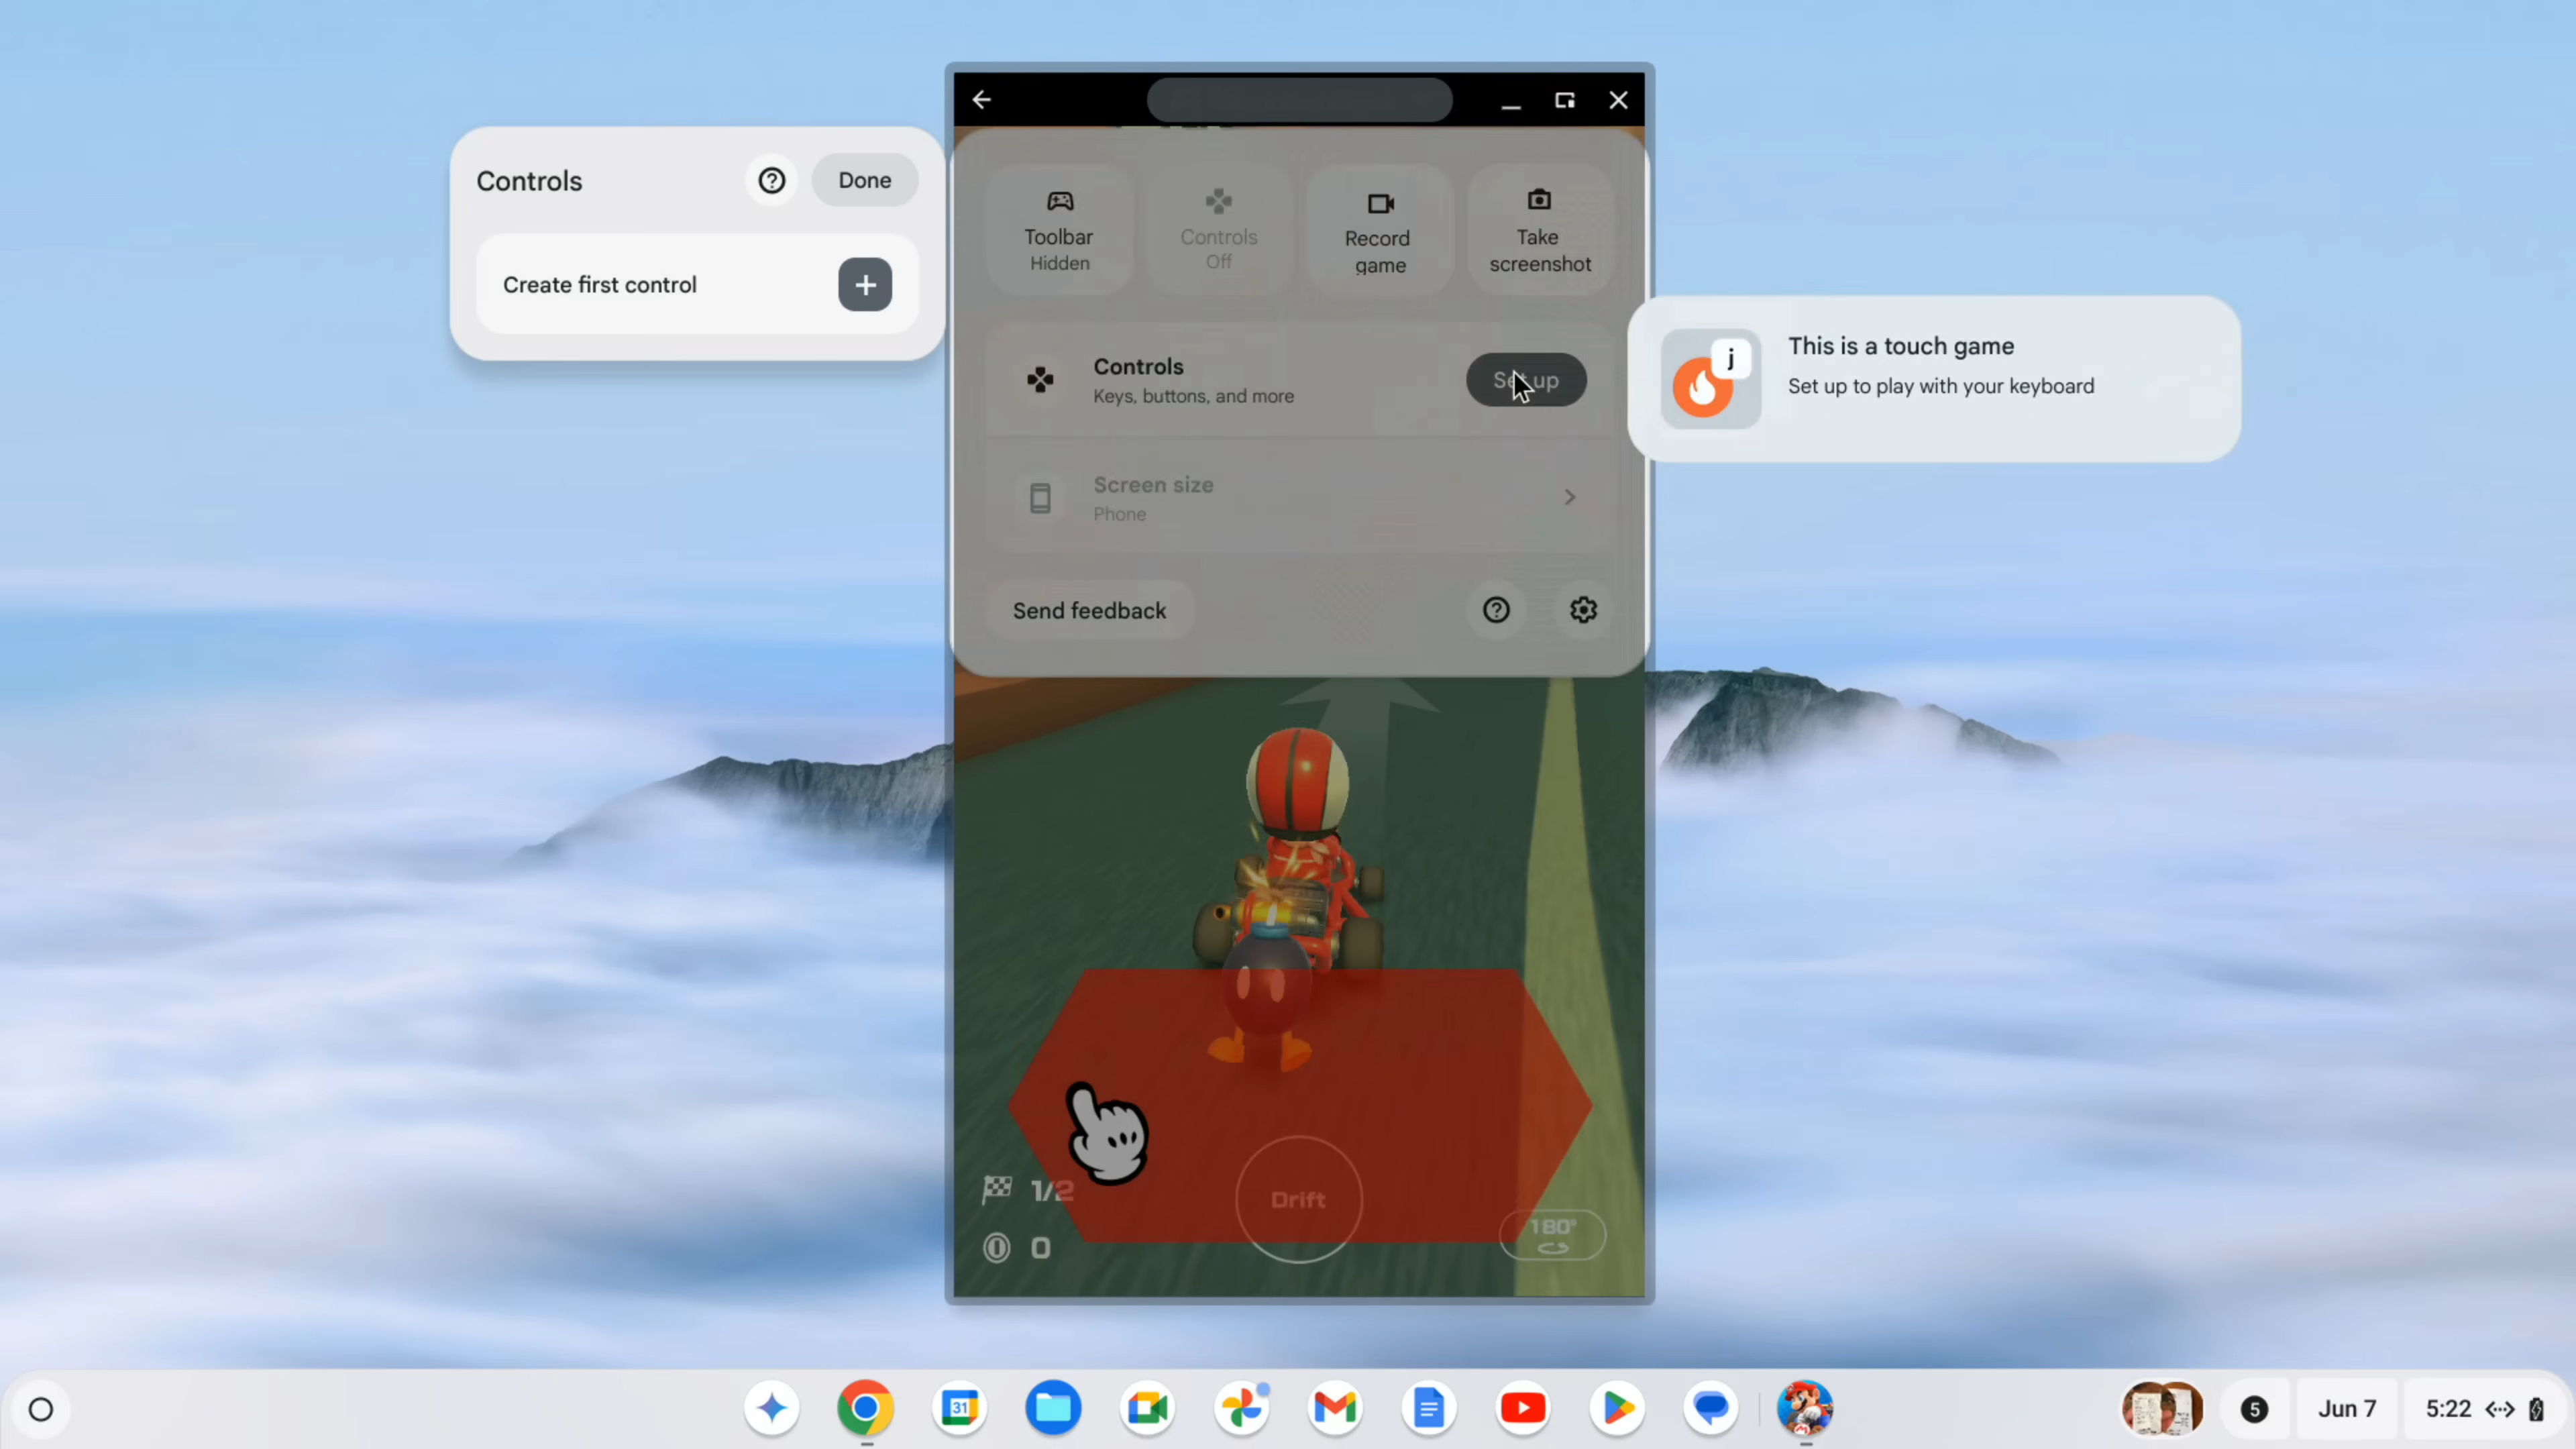 Controls
Done
Create first control
Toolbar
Hidden
Controls
Off
Record
game
Take
screenshot
Controls
Keys, buttons, and more
Set up
Screen size
Phone
Send feedback
j
This is a touch game
Set up to play with your keyboard
1/2
0
Drift
180°
31
5
Jun 7
5:22